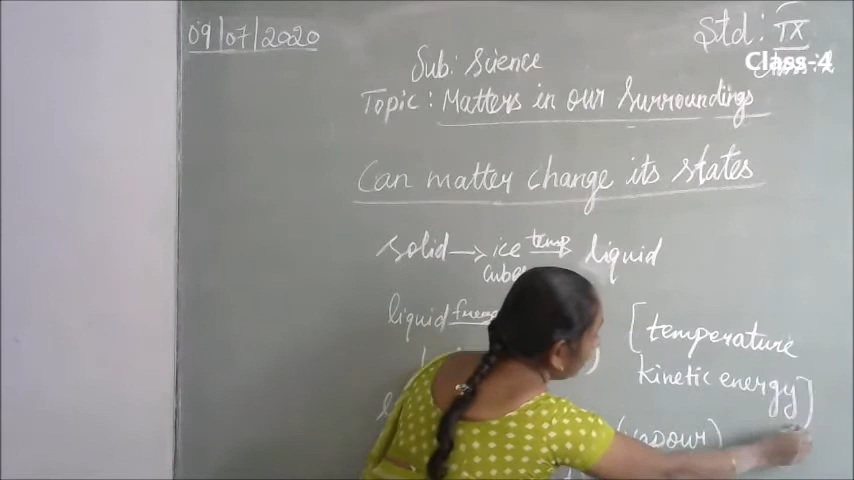 09/07/2020
Std: IX
Class-4
Sub: Science
Topic: Matters in our Surroundings
Can matter change its states
Solid → ice temp liquid
liquid
[temperature
kinetic energy]
(vapour)